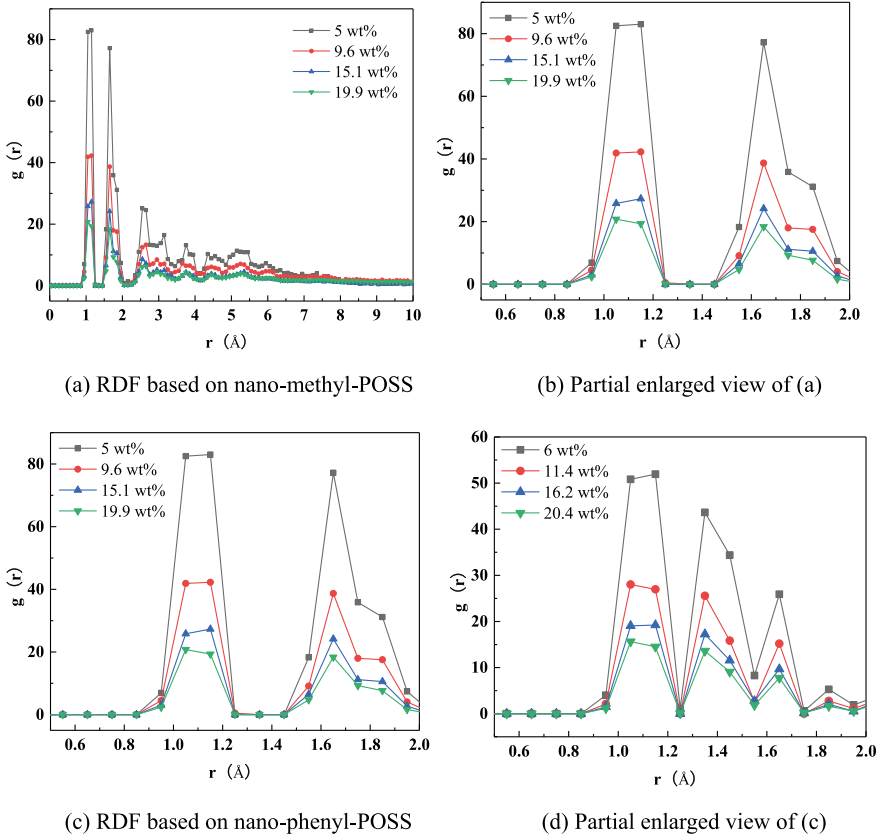 5 wt%
9.6 wt%
15.1 wt%
19.9 wt%
80
60
40
20
0
g (r)
0 1 2 3 4 5 6 7 8 9 10
r (Å)
(a) RDF based on nano-methyl-POSS
5 wt%
9.6 wt%
15.1 wt%
19.9 wt%
80
60
40
20
0
g (r)
0.6 0.8 1.0 1.2 1.4 1.6 1.8 2.0
r (Å)
(b) Partial enlarged view of (a)
5 wt%
9.6 wt%
15.1 wt%
19.9 wt%
80
60
40
20
0
g (r)
0.6 0.8 1.0 1.2 1.4 1.6 1.8 2.0
r (Å)
(c) RDF based on nano-phenyl-POSS
6 wt%
11.4 wt%
16.2 wt%
20.4 wt%
60
50
40
30
20
10
0
g (r)
0.6 0.8 1.0 1.2 1.4 1.6 1.8 2.0
r (Å)
(d) Partial enlarged view of (c)